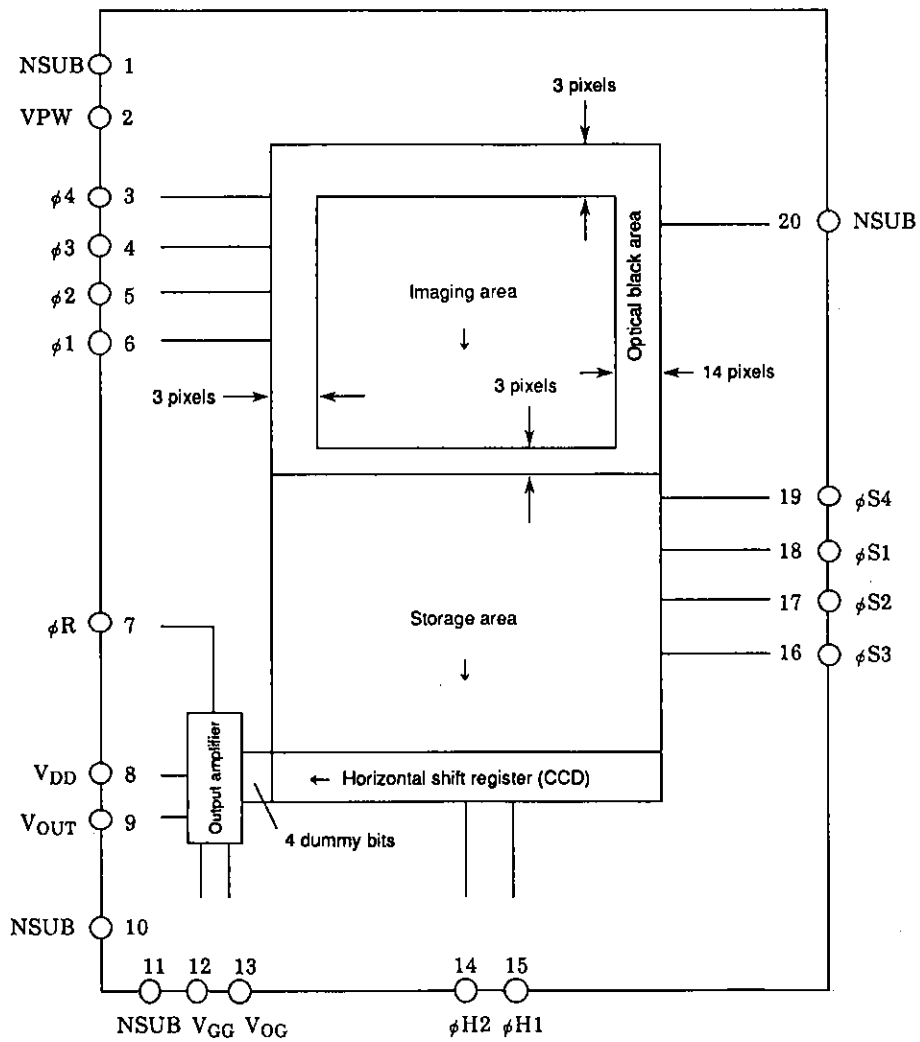 NSUB 1
3 pixels
VPW 2
φ4 3
20 NSUB
φ3 4
Optical black area
φ2 5
Imaging area
φ1 6
3 pixels
14 pixels
3 pixels
19 φS4
18 φS1
17 φS2
φR 7
Storage area
16 φS3
Output amplifier
VDD 8
← Horizontal shift register (CCD)
VOUT 9
4 dummy bits
NSUB 10
11 12 13 14 15
NSUB VGG VOG φH2 φH1